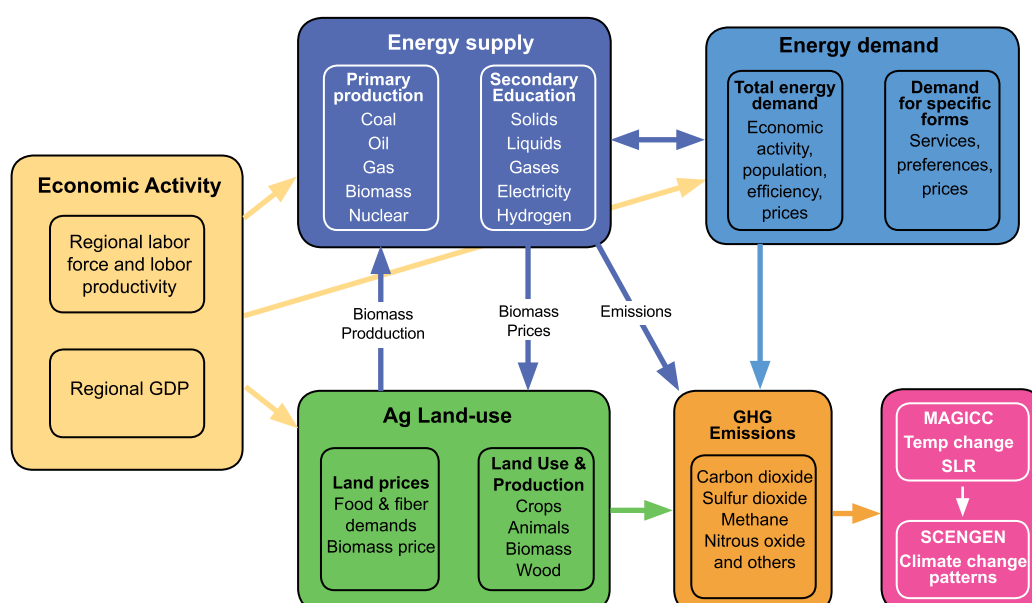 Energy supply
Primary
production
Coal
Oil
Gas
Biomass
Nuclear
Secondary
Education
Solids
Liquids
Gases
Electricity
Hydrogen
Energy demand
Total energy
demand
Economic
activity,
population,
efficiency,
prices
Demand
for specific
forms
Services,
preferences,
prices
Economic Activity
Regional labor
force and lobor
productivity
Regional GDP
Biomass
Prodduction
Biomass
Prices
Emissions
Ag Land-use
Land prices
Food & fiber
demands
Biomass price
Land Use &
Production
Crops
Animals
Biomass
Wood
GHG
Emissions
Carbon dioxide
Sulfur dioxide
Methane
Nitrous oxide
and others
MAGICC
Temp change
SLR
SCENGEN
Climate change
patterns